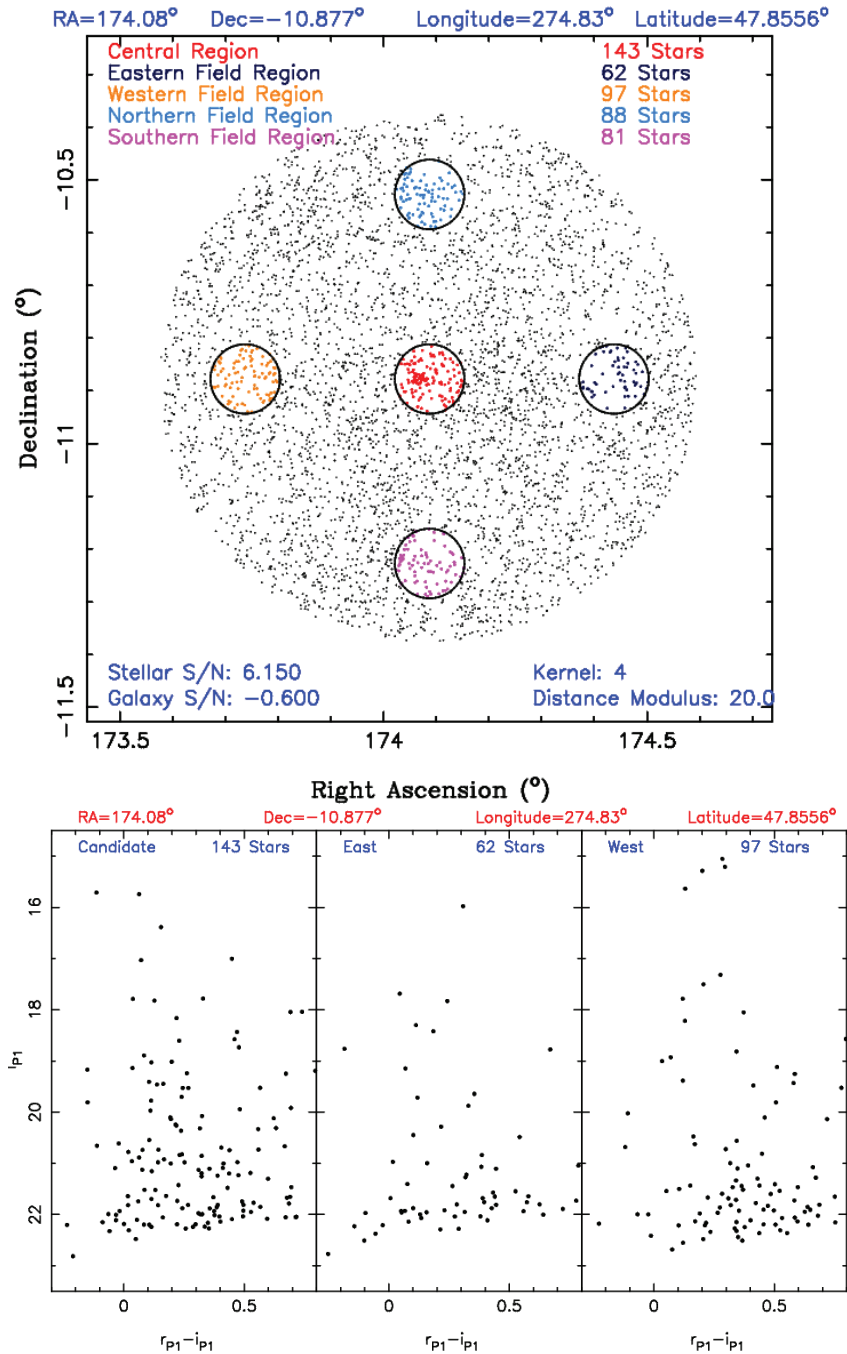 RA=174.08° Dec=−10.877° Longitude=274.83° Latitude=47.8556°
Central Region 143 Stars
Eastern Field Region 62 Stars
Western Field Region 97 Stars
Northern Field Region 88 Stars
Southern Field Region 81 Stars
−10.5
−11
−11.5
Declination (°)
Stellar S/N: 6.150 Kernel: 4
Galaxy S/N: −0.600 Distance Modulus: 20.0
173.5 174 174.5
Right Ascension (°)
RA=174.08° Dec=−10.877° Longitude=274.83° Latitude=47.8556°
Candidate 143 Stars East 62 Stars West 97 Stars
16
18
20
22
i_P1
0 0.5 0 0.5 0 0.5
r_P1−i_P1 r_P1−i_P1 r_P1−i_P1